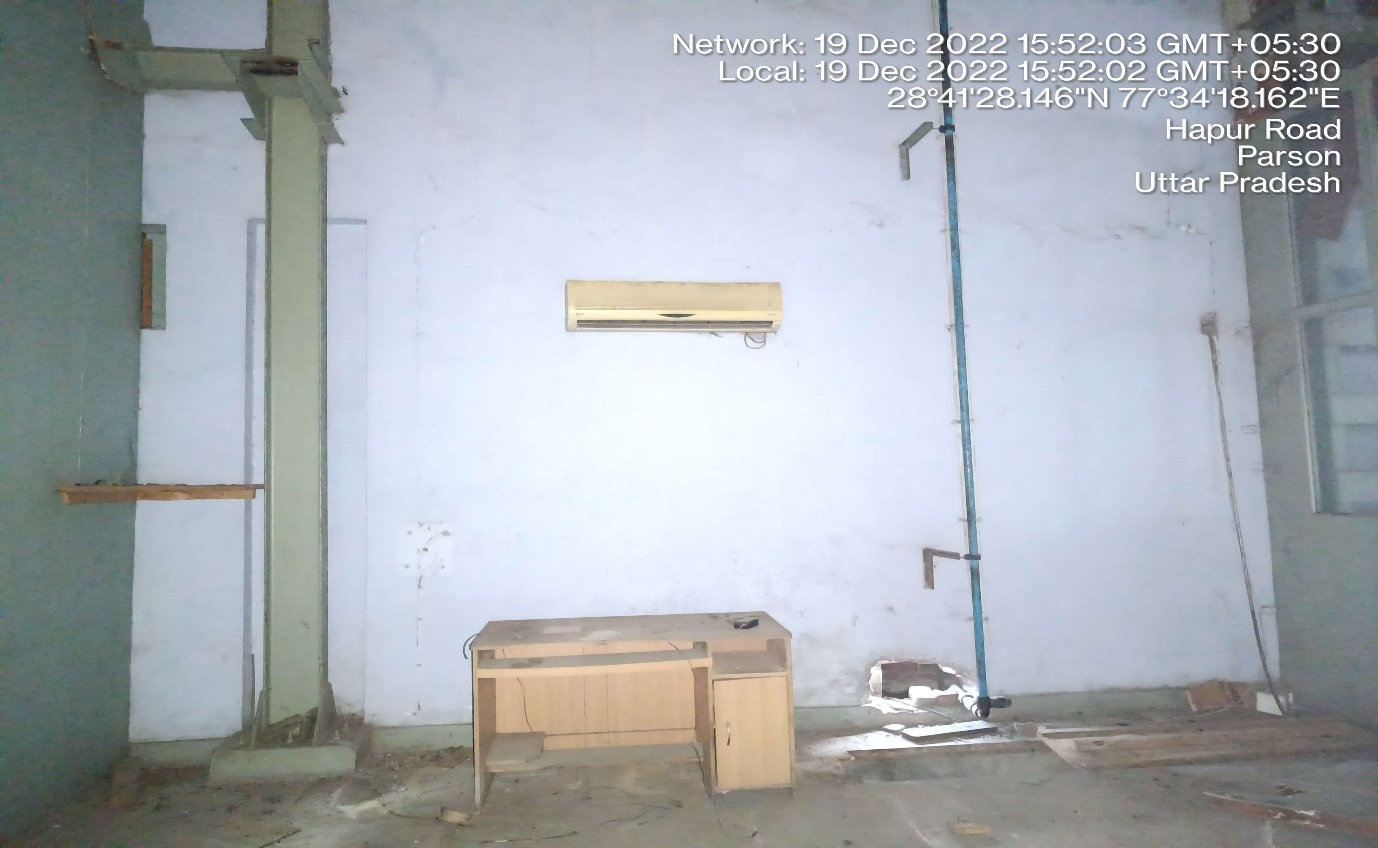 Network: 19 Dec 2022 15:52:03 GMT+05:30
Local: 19 Dec 2022 15:52:02 GMT+05:30
28°41'28.146"N 77°34'18.162"E
Hapur Road
Parson
Uttar Pradesh